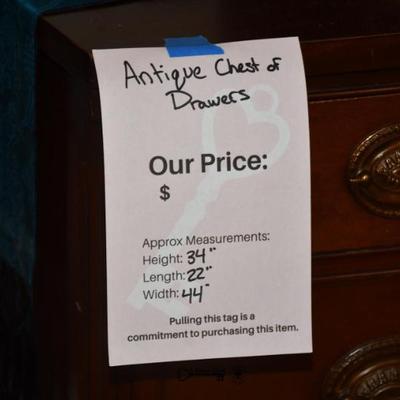 Antique Chest of
Drawers
Our Price:
$
Approx Measurements:
Height: 34"
Length: 22"
Width: 44"
Pulling this tag is a
commitment to purchasing this item.